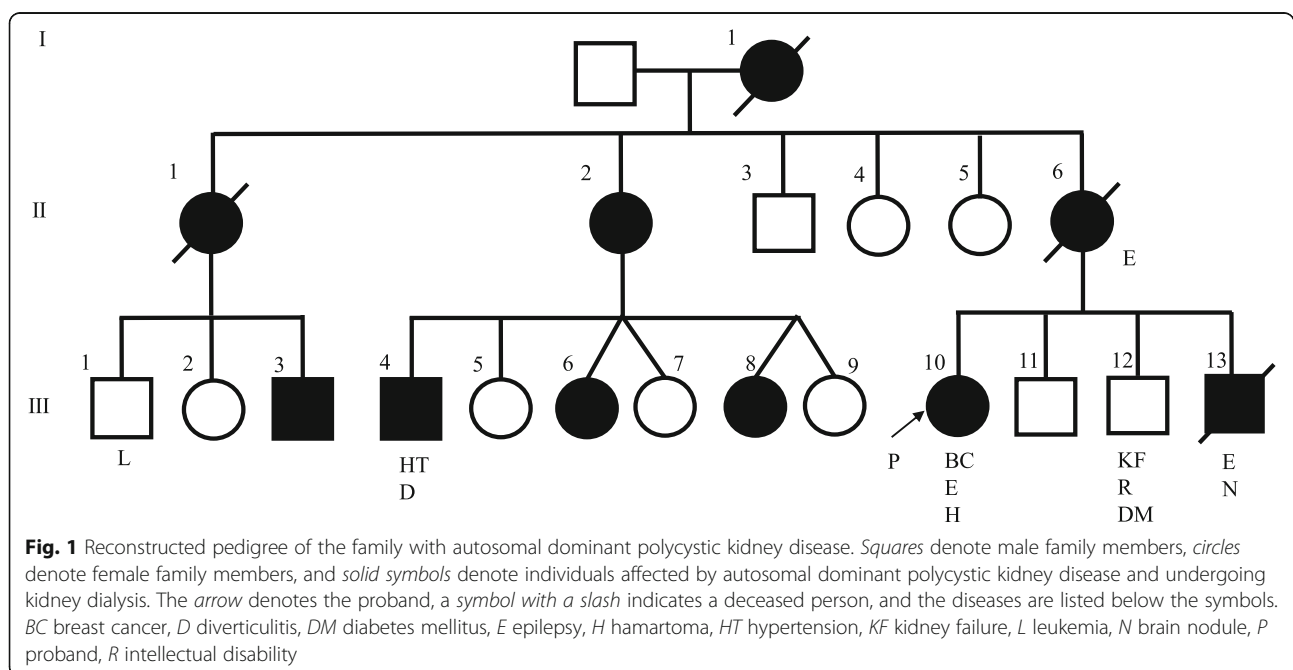 I
1
1
2
3
4
5
6
II
E
1
2
3
4
5
6
7
8
9
10
11
12
13
III
L
HT
D
P
BC
E
H
KF
R
DM
E
N
Fig. 1 Reconstructed pedigree of the family with autosomal dominant polycystic kidney disease. Squares denote male family members, circles
denote female family members, and solid symbols denote individuals affected by autosomal dominant polycystic kidney disease and undergoing
kidney dialysis. The arrow denotes the proband, a symbol with a slash indicates a deceased person, and the diseases are listed below the symbols.
BC breast cancer, D diverticulitis, DM diabetes mellitus, E epilepsy, H hamartoma, HT hypertension, KF kidney failure, L leukemia, N brain nodule, P
proband, R intellectual disability